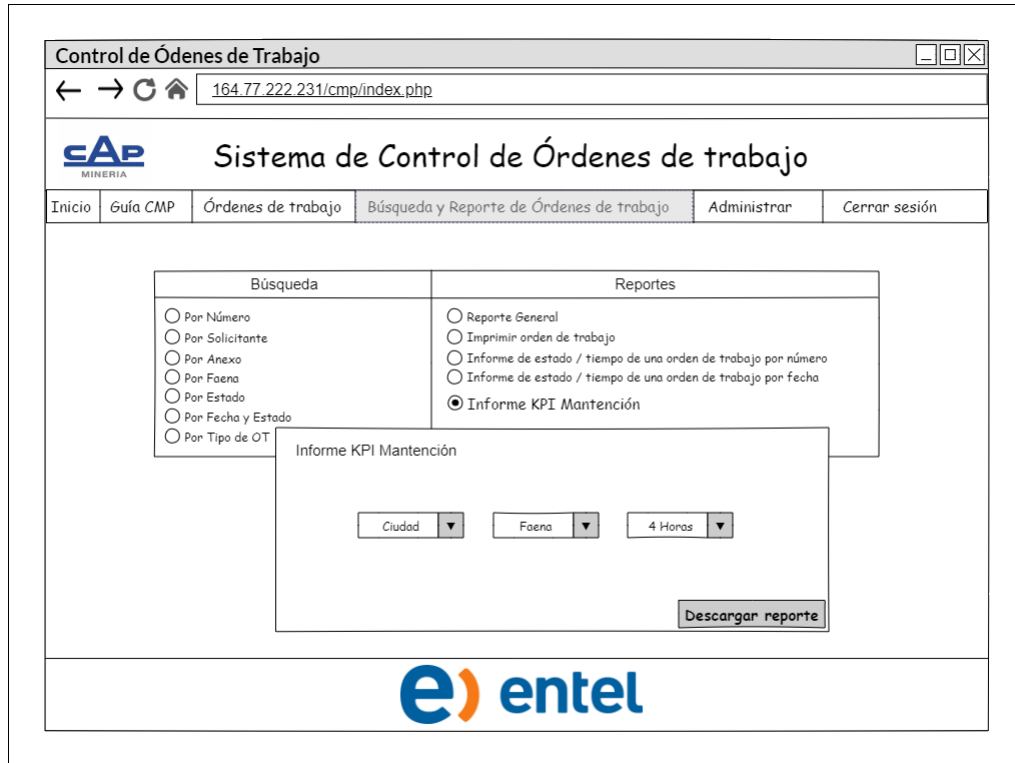 Control de Ódenes de Trabajo
164.77.222.231/cmp/index.php
CAP
MINERIA
Sistema de Control de Órdenes de trabajo
Inicio Guía CMP Órdenes de trabajo Búsqueda y Reporte de Órdenes de trabajo Administrar Cerrar sesión
Búsqueda
Por Número
Por Solicitante
Por Anexo
Por Faena
Por Estado
Por Fecha y Estado
Por Tipo de OT
Reportes
Reporte General
Imprimir orden de trabajo
Informe de estado / tiempo de una orden de trabajo por número
Informe de estado / tiempo de una orden de trabajo por fecha
Informe KPI Mantención
Informe KPI Mantención
Ciudad Faena 4 Horas
Descargar reporte
e) entel